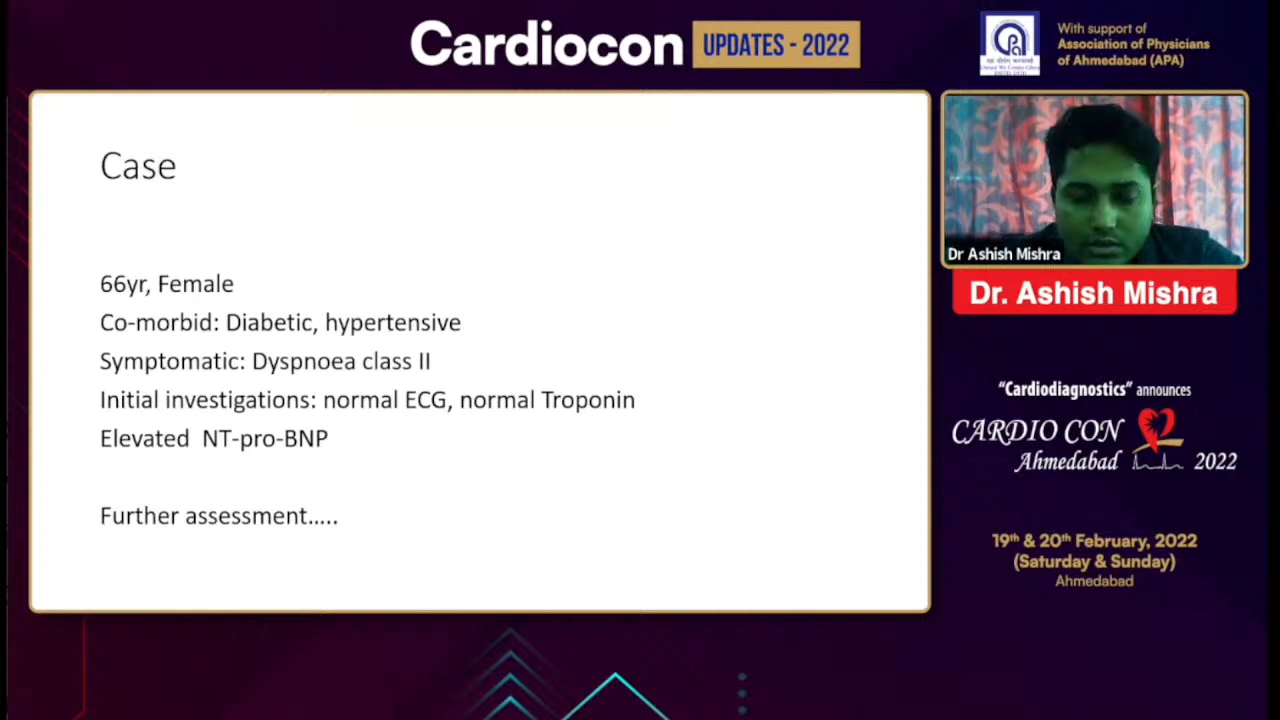 Cardiocon UPDATES - 2022
With support of
Association of Physicians
of Ahmedabad (APA)
Case
66yr, Female
Co-morbid: Diabetic, hypertensive
Symptomatic: Dyspnoea class II
Initial investigations: normal ECG, normal Troponin
Elevated NT-pro-BNP
Further assessment.....
Dr Ashish Mishra
Dr. Ashish Mishra
“Cardiodiagnostics” announces
CARDIO CON
Ahmedabad 2022
19th & 20th February, 2022
(Saturday & Sunday)
Ahmedabad